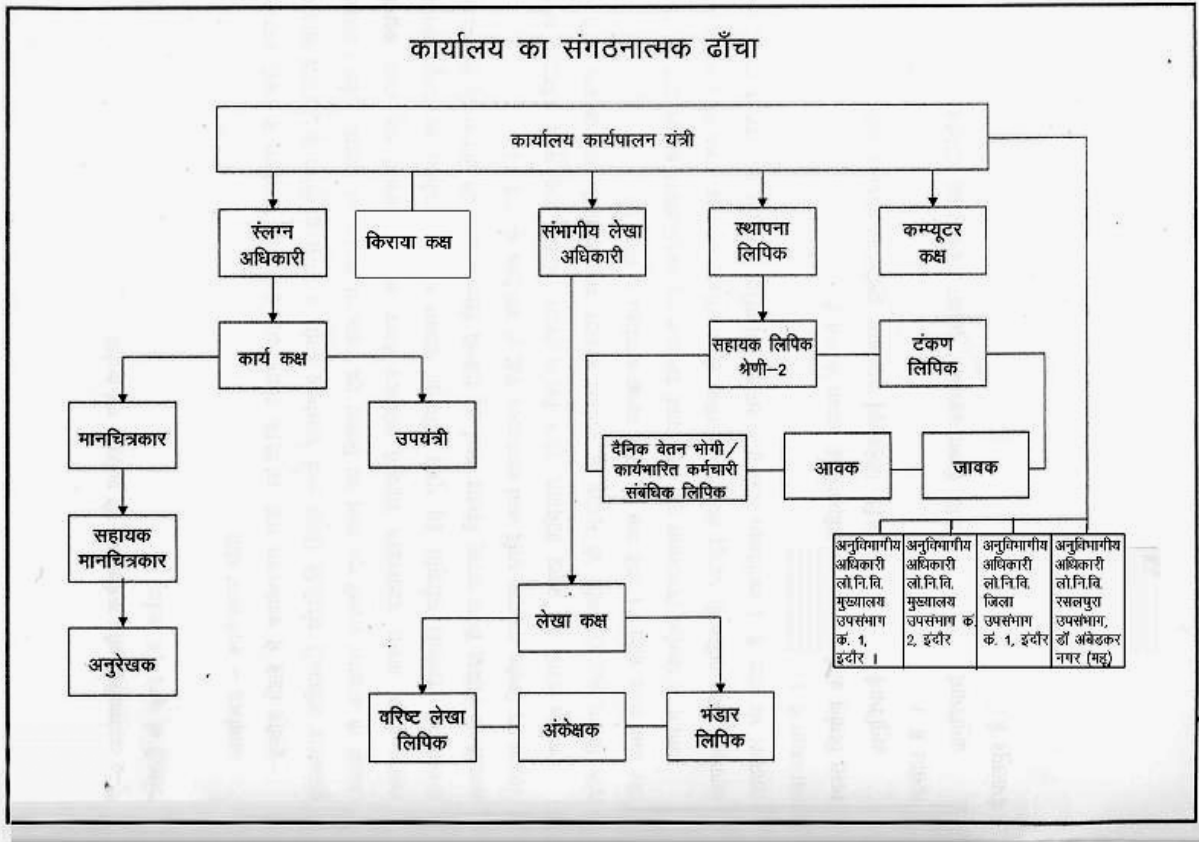 कार्यालय का संगठनात्मक ढाँचा
कार्यालय कार्यपालन यंत्री
स्ंलग्न
अधिकारी
किराया कक्ष
संभागीय लेखा
अधिकारी
स्थापना
लिपिक
कम्प्यूटर
कक्ष
कार्य कक्ष
सहायक लिपिक
श्रेणी–2
टंकण
लिपिक
मानचित्रकार
उपयंत्री
दैनिक वेतन भोगी/
कार्यभारित कर्मचारी
संबंधिक लिपिक
आवक
जावक
सहायक
मानचित्रकार
अनुविभागीय
अधिकारी
लो.नि.वि.
मुख्यालय
उपसंभाग
कं. 1,
इंदौर ।
अनुविभागीय
अधिकारी
लो.नि.वि.
मुख्यालय
उपसंभाग कं.
2, इंदौर
अनुविभागीय
अधिकारी
लो.नि.वि.
जिला
उपसंभाग
कं. 1, इंदौर
अनुविभागीय
अधिकारी
लो.नि.वि.
रसलपुरा
उपसंभाग,
डॉ अंबेडकर
नगर (महू)
अनुरेखक
लेखा कक्ष
वरिष्ट लेखा
लिपिक
अंकेक्षक
भंडार
लिपिक